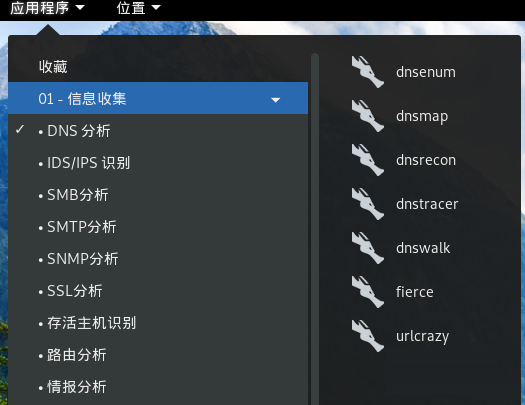 应用程序 位置
收藏
01 - 信息收集
✓ • DNS 分析
• IDS/IPS 识别
• SMB分析
• SMTP分析
• SNMP分析
• SSL分析
• 存活主机识别
• 路由分析
• 情报分析
dnsenum
dnsmap
dnsrecon
dnstracer
dnswalk
fierce
urlcrazy